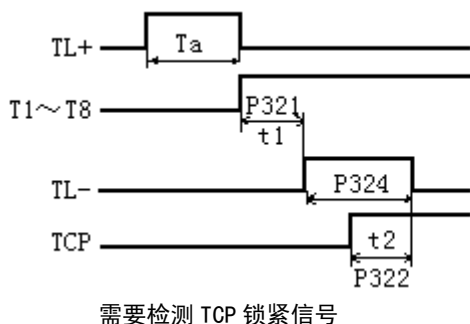 TL+ Ta
T1～T8 P321
t1
TL- P324
TCP t2
P322
需要检测 TCP 锁紧信号